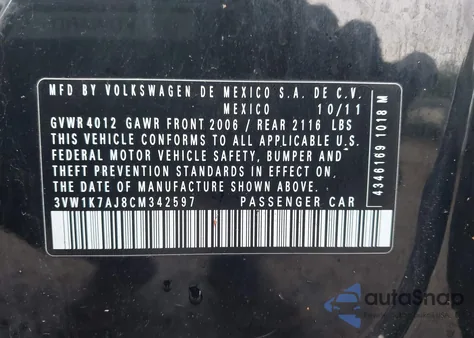 MFD BY VOLKSWAGEN DE MEXICO S.A. DE C.V.
MEXICO 10/11
GVWR 4012 GAWR FRONT 2006 / REAR 2116 LBS
THIS VEHICLE CONFORMS TO ALL APPLICABLE U.S.
FEDERAL MOTOR VEHICLE SAFETY, BUMPER AND
THEFT PREVENTION STANDARDS IN EFFECT ON
THE DATE OF MANUFACTURE SHOWN ABOVE.
3VW1K7AJ8CM342597 PASSENGER CAR
4346169 1018 M
autoSnap